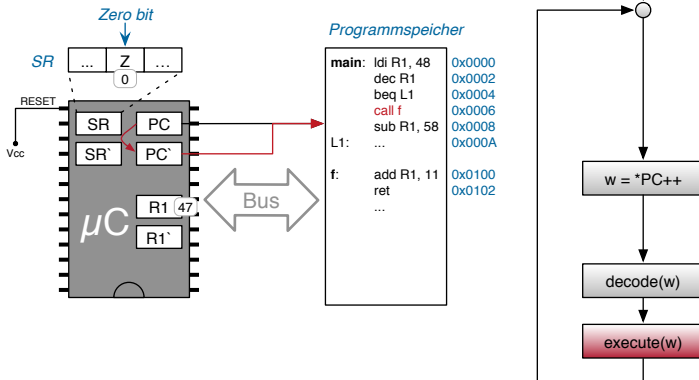 Zero bit
SR
...
Z
...
0
RESET
Vcc
SR
PC
SR`
PC`
R1
47
R1`
µC
Bus
Programmspeicher
main: ldi R1, 48 0x0000
dec R1 0x0002
beq L1 0x0004
call f 0x0006
sub R1, 58 0x0008
L1: ... 0x000A
f: add R1, 11 0x0100
ret 0x0102
...
w = *PC++
decode(w)
execute(w)